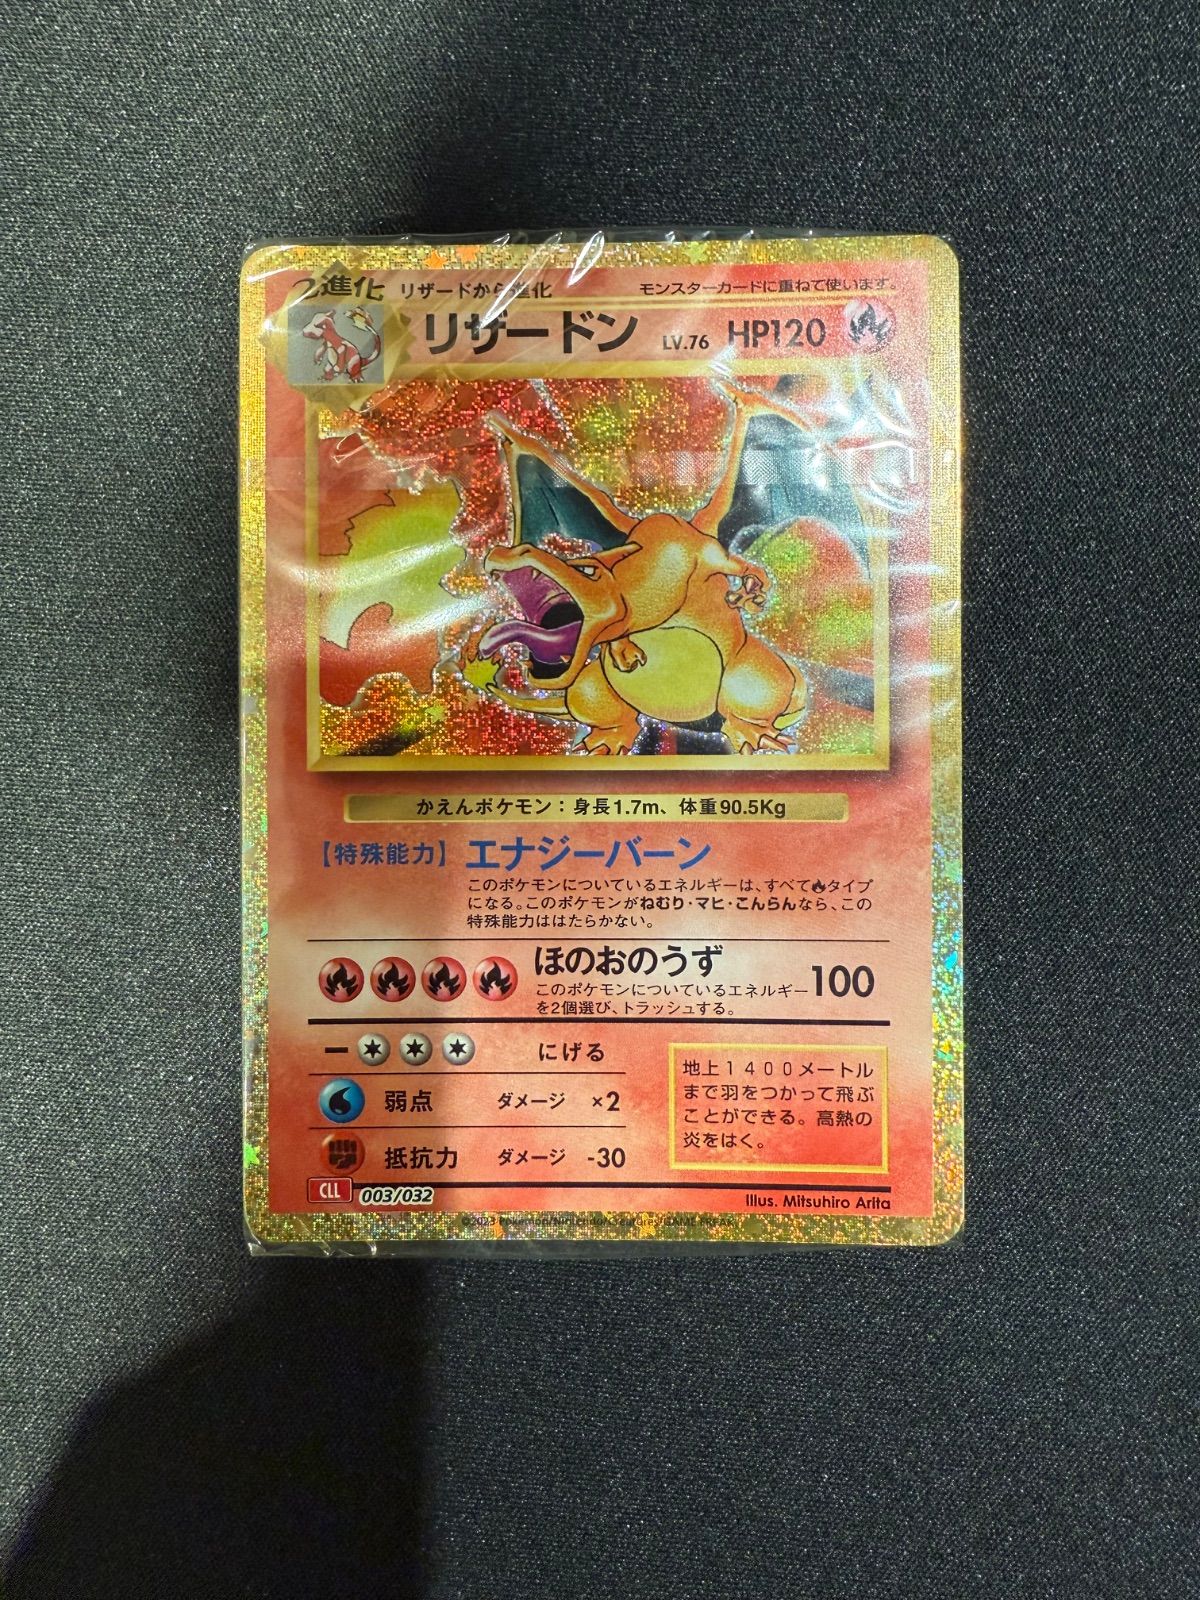 2進化 リザードから進化 モンスターカードに重ねて使います。
リザードン LV.76 HP120
かえんポケモン：身長1.7m、体重90.5Kg
【特殊能力】エナジーバーン
このポケモンについているエネルギーは、すべてタイプ
になる。このポケモンがねむり・マヒ・こんらんなら、この
特殊能力ははたらかない。
ほのおのうず 100
このポケモンについているエネルギー
を2個選び、トラッシュする。
にげる
弱点 ダメージ ×2
抵抗力 ダメージ -30
地上１４００メートル
まで羽をつかって飛ぶ
ことができる。高熱の
炎をはく。
CLL 003/032
Illus. Mitsuhiro Arita
©2023 Pokémon/Nintendo/Creatures/GAME FREAK